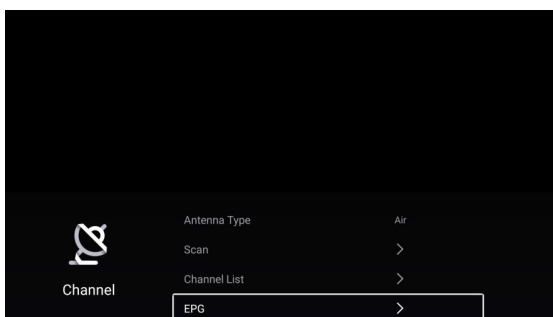 Antenna Type Air
Scan
Channel List
Channel
EPG